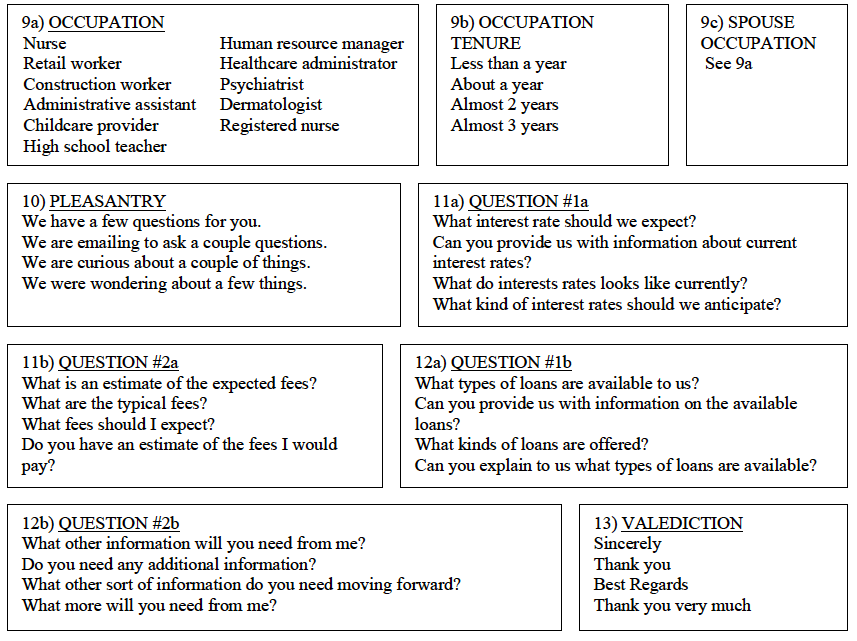 9a) OCCUPATION
Nurse
Retail worker
Construction worker
Administrative assistant
Childcare provider
High school teacher
Human resource manager
Healthcare administrator
Psychiatrist
Dermatologist
Registered nurse
9b) OCCUPATION
TENURE
Less than a year
About a year
Almost 2 years
Almost 3 years
9c) SPOUSE
OCCUPATION
See 9a
10) PLEASANTRY
We have a few questions for you.
We are emailing to ask a couple questions.
We are curious about a couple of things.
We were wondering about a few things.
11a) QUESTION #1a
What interest rate should we expect?
Can you provide us with information about current
interest rates?
What do interests rates looks like currently?
What kind of interest rates should we anticipate?
11b) QUESTION #2a
What is an estimate of the expected fees?
What are the typical fees?
What fees should I expect?
Do you have an estimate of the fees I would
pay?
12a) QUESTION #1b
What types of loans are available to us?
Can you provide us with information on the available
loans?
What kinds of loans are offered?
Can you explain to us what types of loans are available?
12b) QUESTION #2b
What other information will you need from me?
Do you need any additional information?
What other sort of information do you need moving forward?
What more will you need from me?
13) VALEDICTION
Sincerely
Thank you
Best Regards
Thank you very much